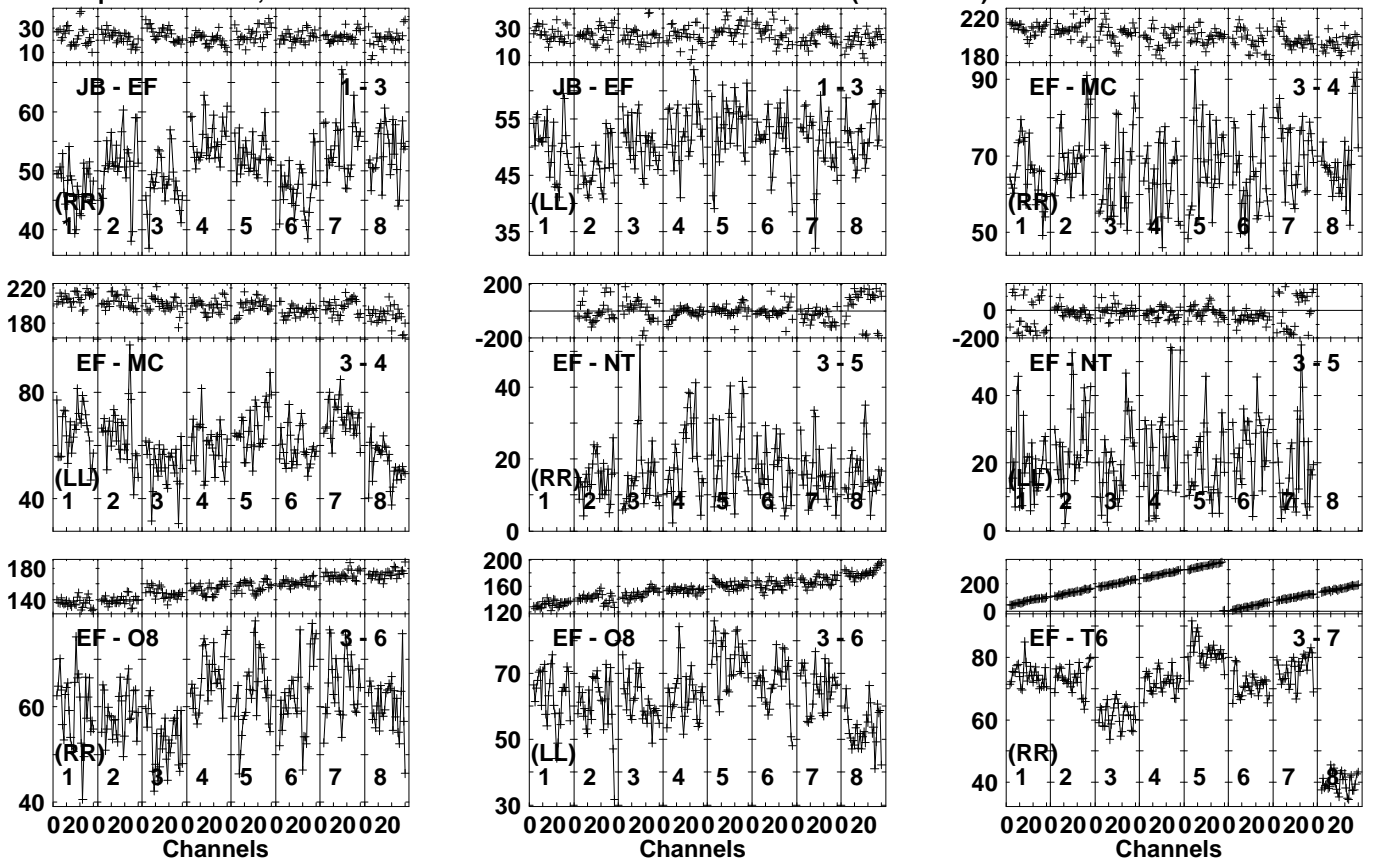 30 10
JB - EF 1 - 3
60 50 40
(RR)
1 2 3 4 5 6 7 8
30 10
JB - EF 1 - 3
55 45 35
(LL)
1 2 3 4 5 6 7 8
220 180
EF - MC 3 - 4
90 70 50
(RR)
1 2 3 4 5 6 7 8
220 180
EF - MC 3 - 4
80 40
(LL)
1 2 3 4 5 6 7 8
200 -200
EF - NT 3 - 5
40 20 0
(RR)
1 2 3 4 5 6 7 8
0 -200
EF - NT 3 - 5
40 20 0
(LL)
1 2 3 4 5 6 7 8
180 140
EF - O8 3 - 6
60 40
(RR)
1 2 3 4 5 6 7 8
0 20 0 20 0 20 0 20 0 20 0 20 0 20 0 20
Channels
200 160 120
EF - O8 3 - 6
70 50 30
(LL)
1 2 3 4 5 6 7 8
0 20 0 20 0 20 0 20 0 20 0 20 0 20 0 20
Channels
200 0
EF - T6 3 - 7
80 60 40
(RR)
1 2 3 4 5 6 7 8
0 20 0 20 0 20 0 20 0 20 0 20 0 20 0 20
Channels